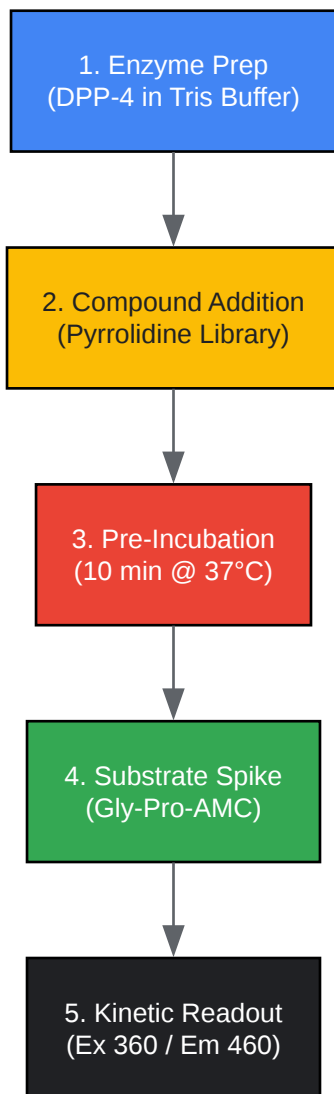 1. Enzyme Prep
(DPP-4 in Tris Buffer)
2. Compound Addition
(Pyrrolidine Library)
3. Pre-Incubation
(10 min @ 37°C)
4. Substrate Spike
(Gly-Pro-AMC)
5. Kinetic Readout
(Ex 360 / Em 460)